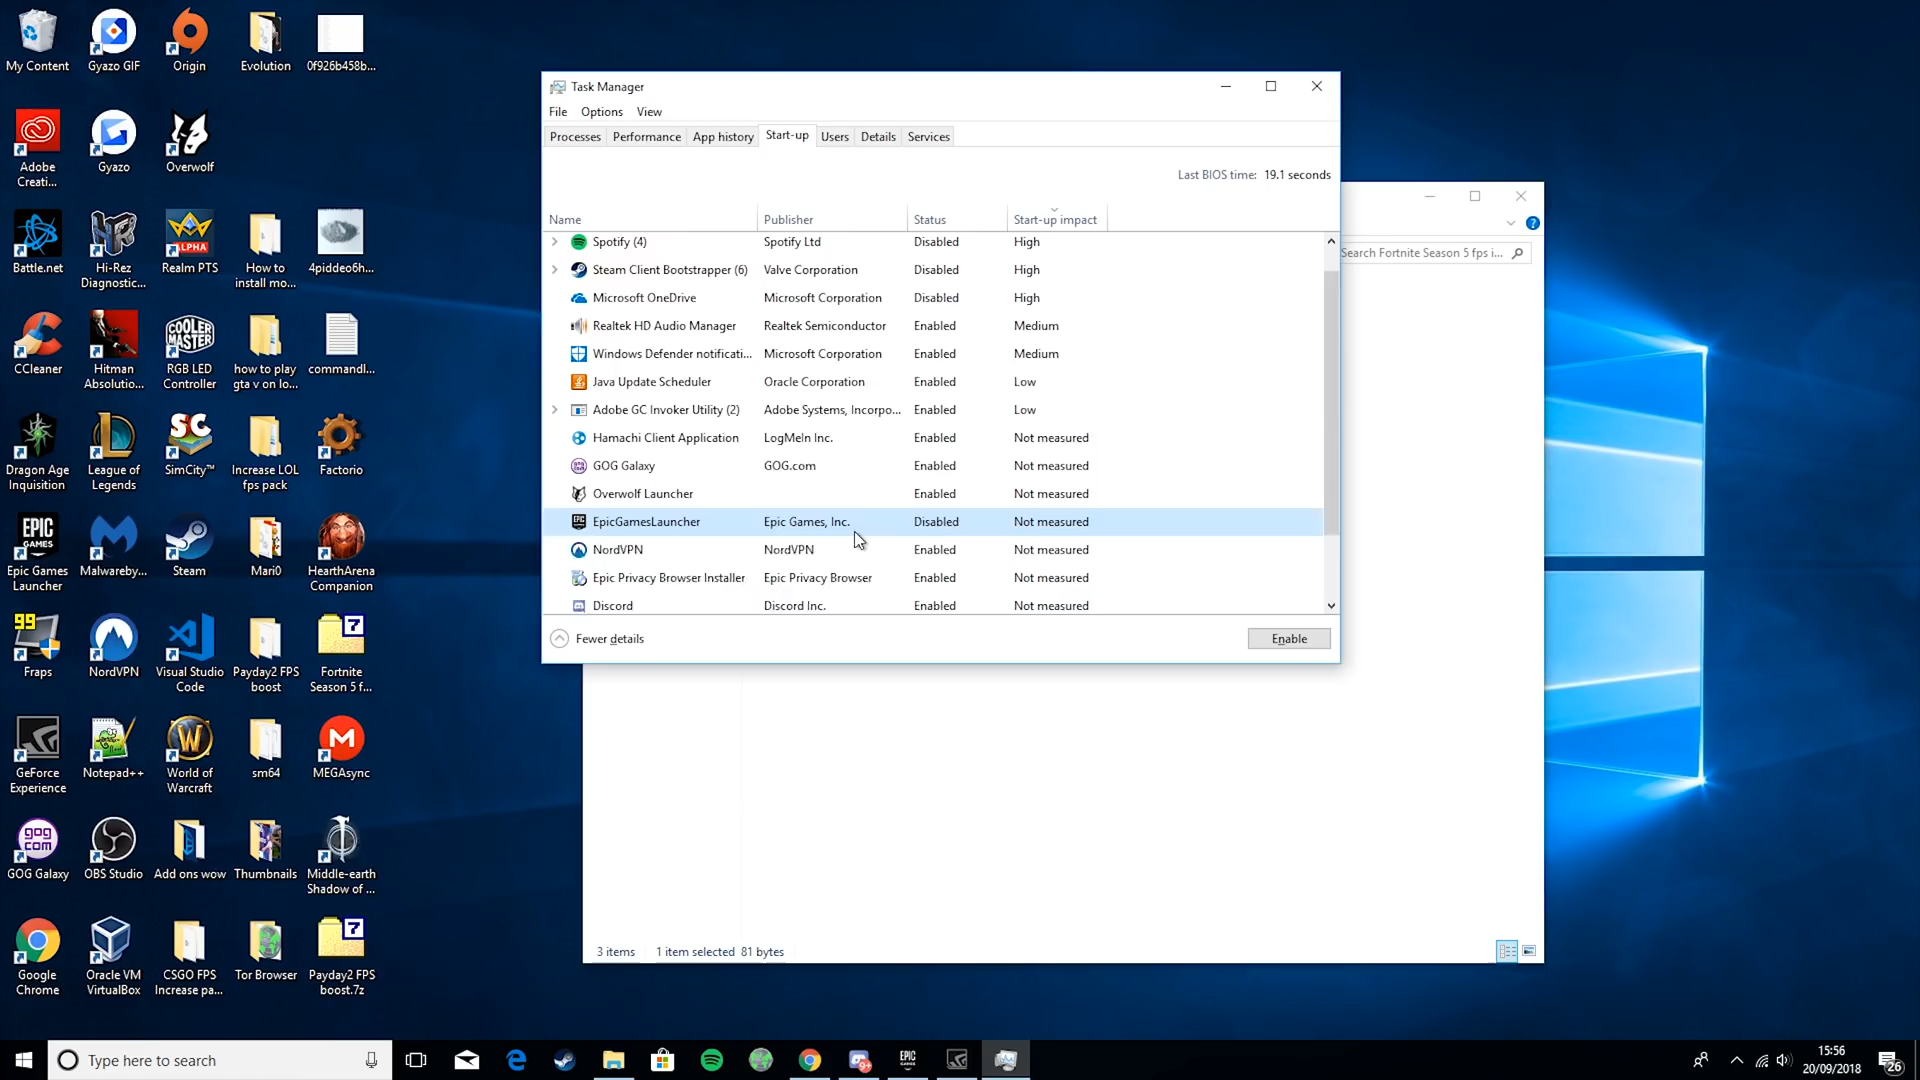 My Content
Gyazo GIF
Origin
Evolution
0f926b458b...
Adobe
Creati...
Gyazo
Overwolf
Battle.net
Hi-Rez
Diagnostic...
Realm PTS
How to
install mo...
4piddeo6h...
CCleaner
Hitman
Absolutio...
COOLER
MASTER
RGB LED
Controller
how to play
gta v on lo...
commandl...
Dragon Age
Inquisition
League of
Legends
SC
SimCity™
Increase LOL
fps pack
Factorio
EPIC
GAMES
Epic Games
Launcher
Malwareby...
Steam
Mari0
HearthArena
Companion
99
Fraps
NordVPN
Visual Studio
Code
Payday2 FPS
boost
7
Fortnite
Season 5 f...
GeForce
Experience
Notepad++
World of
Warcraft
sm64
MEGAsync
GOG
COM
GOG Galaxy
OBS Studio
Add ons wow
Thumbnails
Middle-earth
Shadow of ...
Google
Chrome
Oracle VM
VirtualBox
CSGO FPS
Increase pa...
Tor Browser
7
Payday2 FPS
boost.7z
Task Manager
File Options View
Processes Performance App history Start-up Users Details Services
Last BIOS time: 19.1 seconds
Name Publisher Status Start-up impact
Spotify (4) Spotify Ltd Disabled High
Steam Client Bootstrapper (6) Valve Corporation Disabled High
Microsoft OneDrive Microsoft Corporation Disabled High
Realtek HD Audio Manager Realtek Semiconductor Enabled Medium
Windows Defender notificati... Microsoft Corporation Enabled Medium
Java Update Scheduler Oracle Corporation Enabled Low
Adobe GC Invoker Utility (2) Adobe Systems, Incorpo... Enabled Low
Hamachi Client Application LogMeIn Inc. Enabled Not measured
GOG Galaxy GOG.com Enabled Not measured
Overwolf Launcher Enabled Not measured
EpicGamesLauncher Epic Games, Inc. Disabled Not measured
NordVPN NordVPN Enabled Not measured
Epic Privacy Browser Installer Epic Privacy Browser Enabled Not measured
Discord Discord Inc. Enabled Not measured
Fewer details
Enable
Search Fortnite Season 5 fps i...
3 items 1 item selected 81 bytes
Type here to search
EPIC
GAMES
15:56
20/09/2018
26